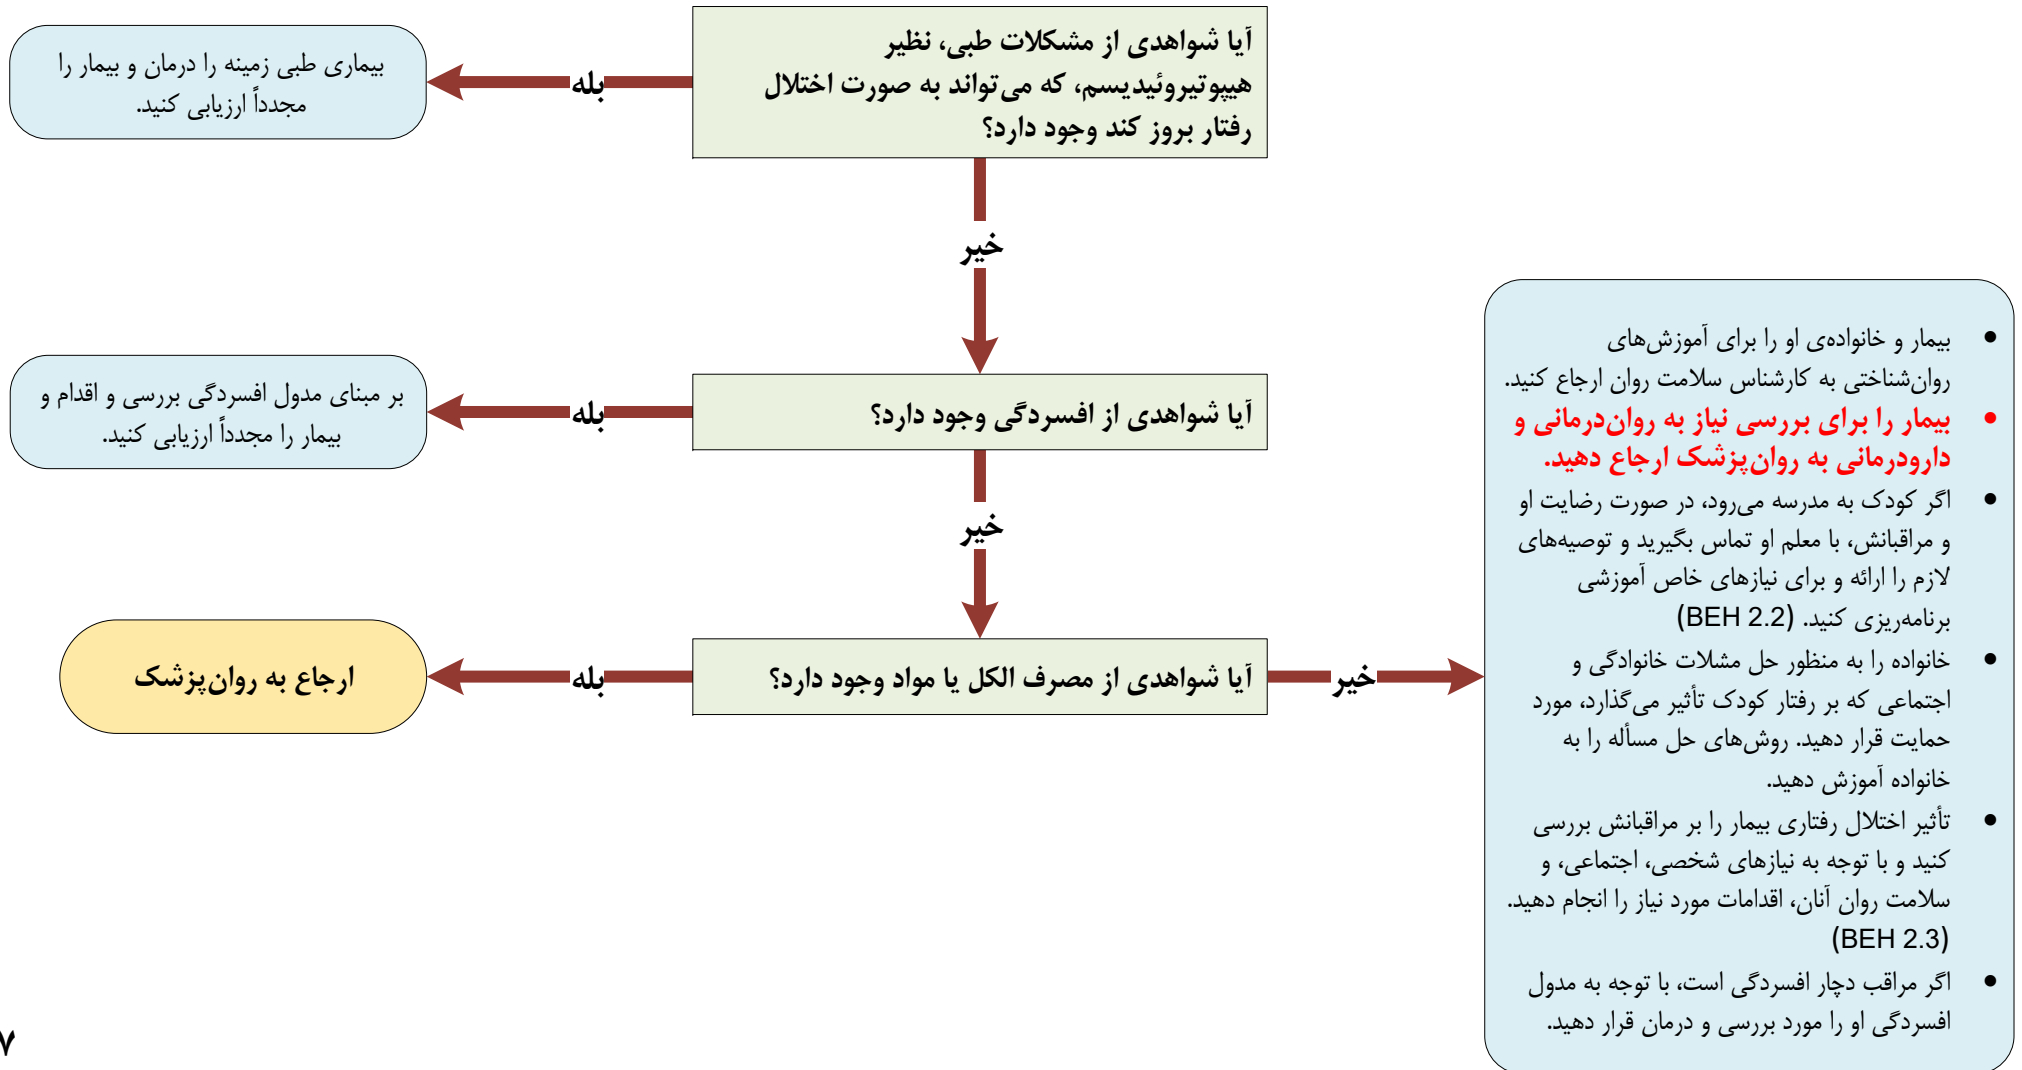 آیا شواهدی از مشکلات طبی، نظیر
هیپوتیروئیدیسم، که می‌تواند به صورت اختلال
رفتار بروز کند وجود دارد؟
بله
بیماری طبی زمینه را درمان و بیمار را
مجدداً ارزیابی کنید.
خیر
آیا شواهدی از افسردگی وجود دارد؟
بله
بر مبنای مدول افسردگی بررسی و اقدام و
بیمار را مجدداً ارزیابی کنید.
خیر
آیا شواهدی از مصرف الکل یا مواد وجود دارد؟
بله
ارجاع به روان‌پزشک
خیر
• بیمار و خانواده‌ی او را برای آموزش‌های
روان‌شناختی به کارشناس سلامت روان ارجاع کنید.
• بیمار را برای بررسی نیاز به روان‌درمانی و
دارودرمانی به روان‌پزشک ارجاع دهید.
• اگر کودک به مدرسه می‌رود، در صورت رضایت او
و مراقبانش، با معلم او تماس بگیرید و توصیه‌های
لازم را ارائه و برای نیازهای خاص آموزشی
برنامه‌ریزی کنید. (BEH 2.2)
• خانواده را به منظور حل مشلات خانوادگی و
اجتماعی که بر رفتار کودک تأثیر می‌گذارد، مورد
حمایت قرار دهید. روش‌های حل مسأله را به
خانواده آموزش دهید.
• تأثیر اختلال رفتاری بیمار را بر مراقبانش بررسی
کنید و با توجه به نیازهای شخصی، اجتماعی، و
سلامت روان آنان، اقدامات مورد نیاز را انجام دهید.
(BEH 2.3)
• اگر مراقب دچار افسردگی است، با توجه به مدول
افسردگی او را مورد بررسی و درمان قرار دهید.
۷